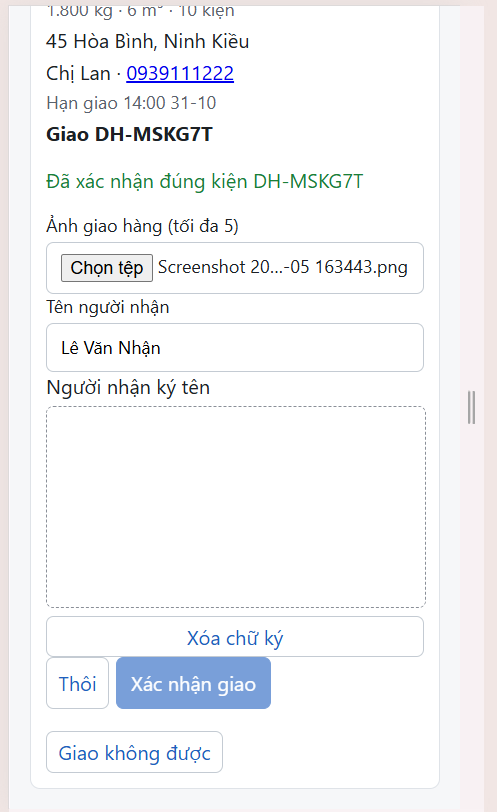 1.800 kg · 6 m³ · 10 kiện
45 Hòa Bình, Ninh Kiều
Chị Lan · 0939111222
Hạn giao 14:00 31-10
Giao DH-MSKG7T
Đã xác nhận đúng kiện DH-MSKG7T
Ảnh giao hàng (tối đa 5)
Chọn tệp Screenshot 20...-05 163443.png
Tên người nhận
Lê Văn Nhận
Người nhận ký tên
Xóa chữ ký
Thôi Xác nhận giao
Giao không được